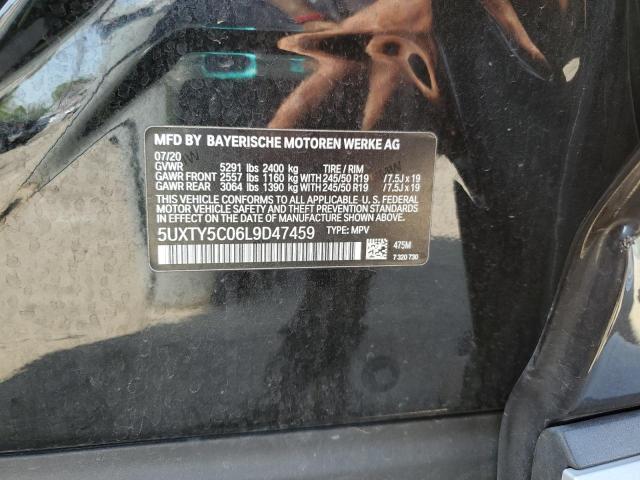 MFD BY BAYERISCHE MOTOREN WERKE AG
07/20
GVWR 5291 lbs 2400 kg TIRE / RIM
GAWR FRONT 2557 lbs 1160 kg WITH 245/50 R19 /7.5J x 19
GAWR REAR 3064 lbs 1390 kg WITH 245/50 R19 /7.5J x 19
THIS VEHICLE CONFORMS TO ALL APPLICABLE U.S. FEDERAL
MOTOR VEHICLE SAFETY AND THEFT PREVENTION STANDARDS
IN EFFECT ON THE DATE OF MANUFACTURE SHOWN ABOVE.
5UXTY5C06L9D47459 TYPE: MPV
475M
7 320 730